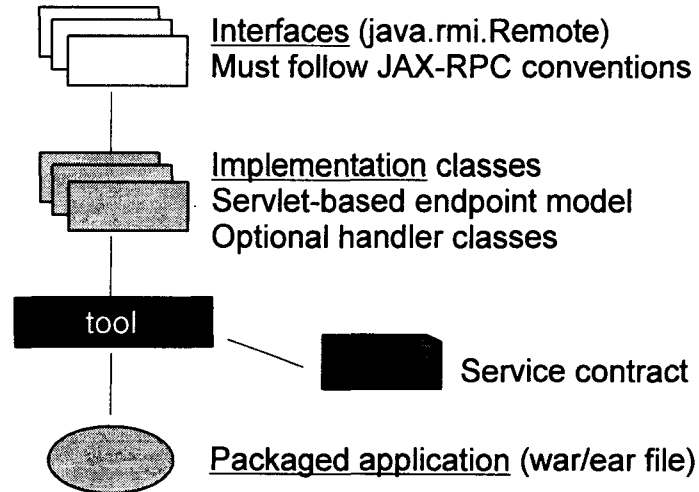 Interfaces (java.rmi.Remote)
Must follow JAX-RPC conventions
Implementation classes
Servlet-based endpoint model
Optional handler classes
tool
Service contract
Packaged application (war/ear file)